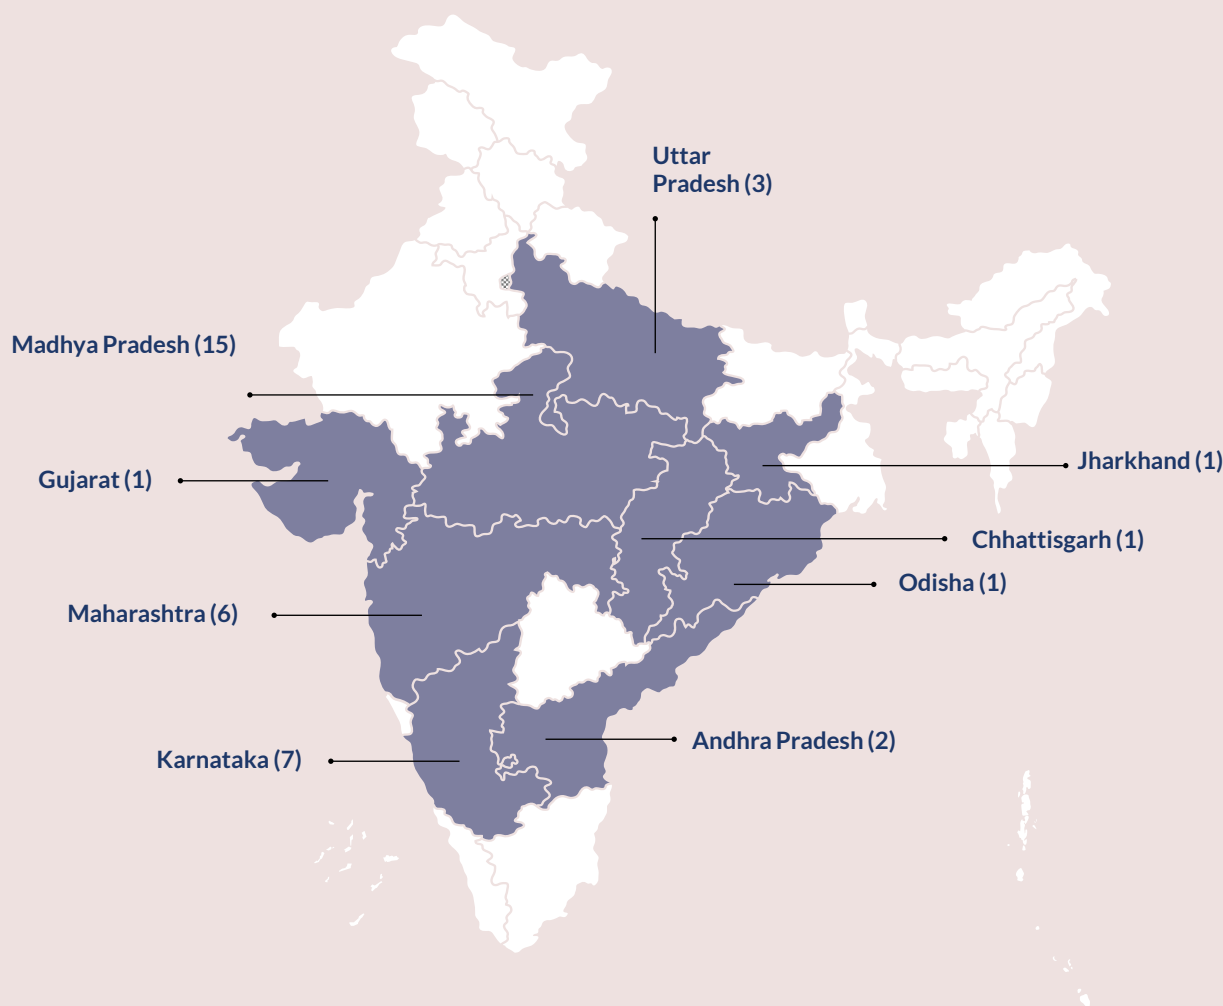 Uttar
Pradesh (3)
Madhya Pradesh (15)
Jharkhand (1)
Gujarat (1)
Chhattisgarh (1)
Odisha (1)
Maharashtra (6)
Andhra Pradesh (2)
Karnataka (7)